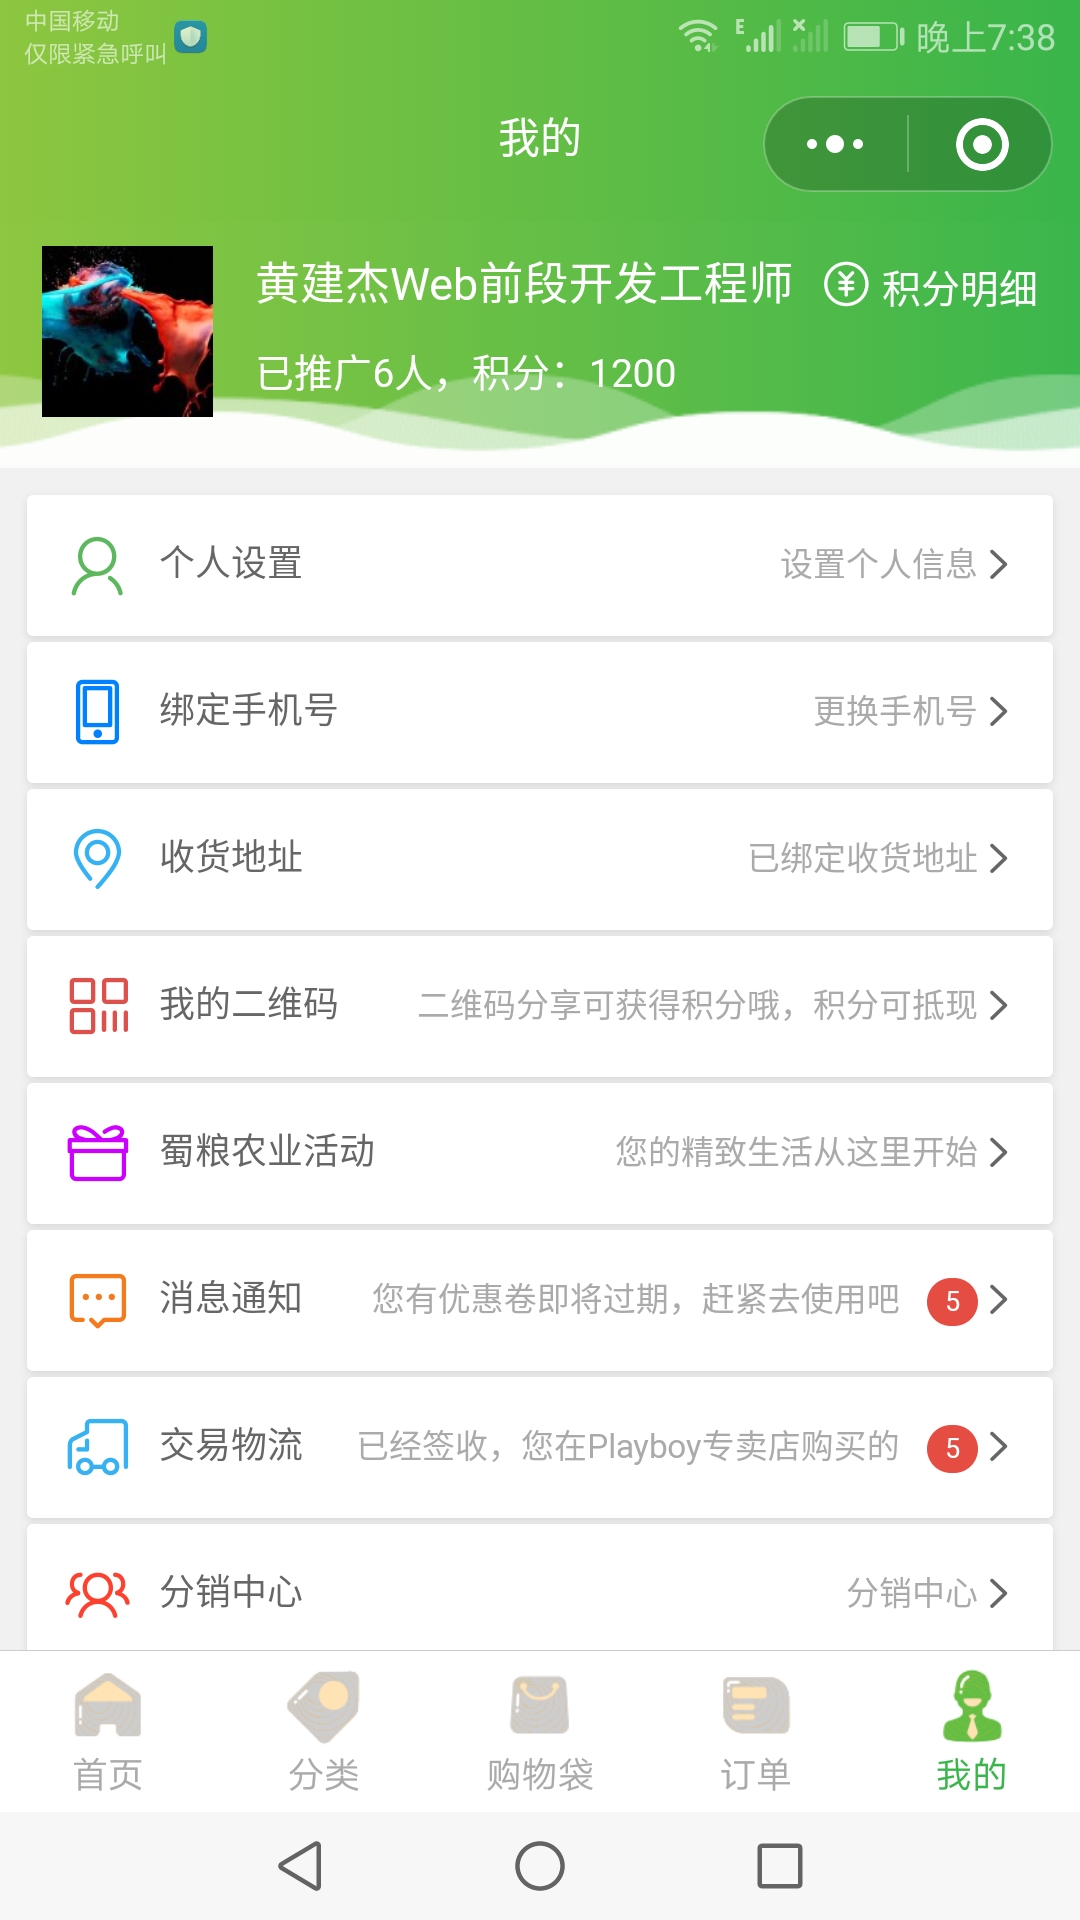 中国移动
仅限紧急呼叫
E
晚上7:38
我的
黄建杰Web前段开发工程师
积分明细
已推广6人，积分：1200
个人设置
设置个人信息
绑定手机号
更换手机号
收货地址
已绑定收货地址
我的二维码
二维码分享可获得积分哦，积分可抵现
蜀粮农业活动
您的精致生活从这里开始
消息通知
您有优惠卷即将过期，赶紧去使用吧
5
交易物流
已经签收，您在Playboy专卖店购买的
5
分销中心
分销中心
首页
分类
购物袋
订单
我的